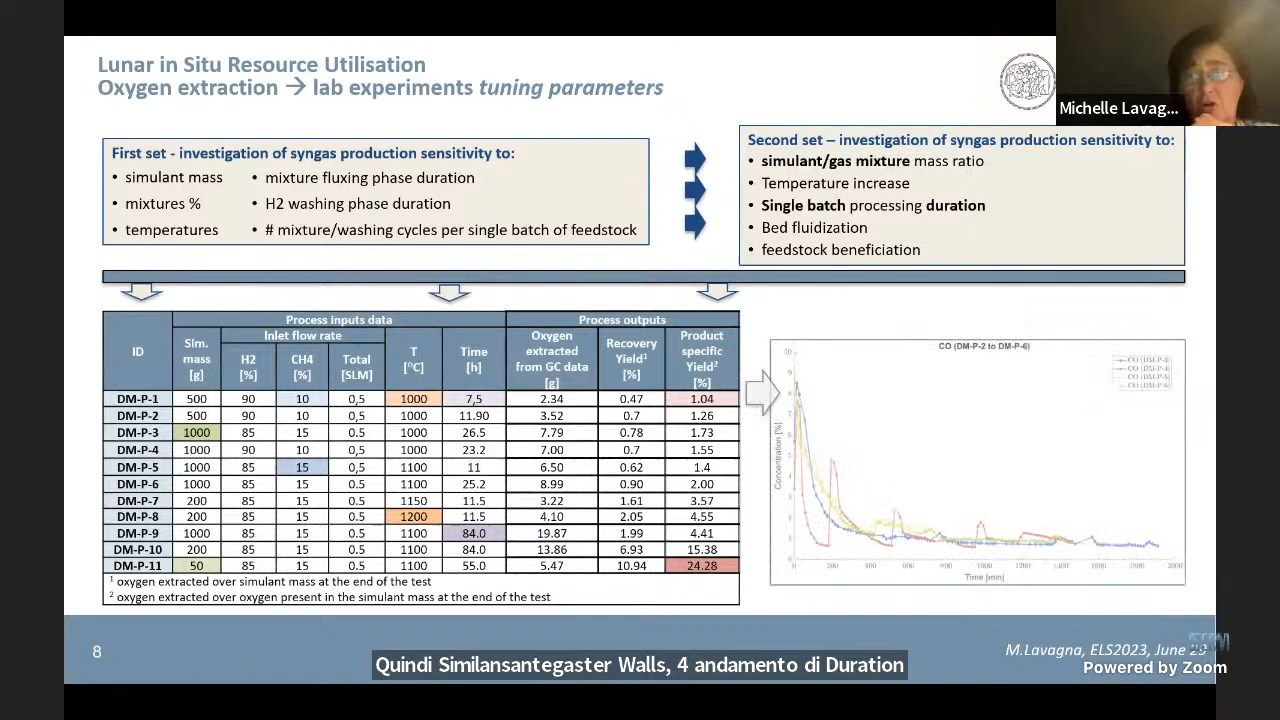 Lunar in Situ Resource Utilisation
Oxygen extraction → lab experiments tuning parameters
Michelle Lavag...
First set - investigation of syngas production sensitivity to:
• simulant mass • mixture fluxing phase duration
• mixtures % • H2 washing phase duration
• temperatures • # mixture/washing cycles per single batch of feedstock
Second set – investigation of syngas production sensitivity to:
• simulant/gas mixture mass ratio
• Temperature increase
• Single batch processing duration
• Bed fluidization
• feedstock beneficiation
Process inputs data Process outputs
ID Sim. mass [g] Inlet flow rate H2 [%] CH4 [%] Total [SLM] T [°C] Time [h] Oxygen extracted from GC data [g] Recovery Yield¹ [%] Product specific Yield² [%]
DM-P-1 500 90 10 0,5 1000 7,5 2.34 0.47 1.04
DM-P-2 500 90 10 0,5 1000 11.90 3.52 0.7 1.26
DM-P-3 1000 85 15 0.5 1000 26.5 7.79 0.78 1.73
DM-P-4 1000 90 10 0,5 1000 23.2 7.00 0.7 1.55
DM-P-5 1000 85 15 0,5 1100 11 6.50 0.62 1.4
DM-P-6 1000 85 15 0.5 1100 25.2 8.99 0.90 2.00
DM-P-7 200 85 15 0.5 1150 11.5 3.22 1.61 3.57
DM-P-8 200 85 15 0.5 1200 11.5 4.10 2.05 4.55
DM-P-9 1000 85 15 0.5 1100 84.0 19.87 1.99 4.41
DM-P-10 200 85 15 0.5 1100 84.0 13.86 6.93 15.38
DM-P-11 50 85 15 0.5 1100 55.0 5.47 10.94 24.28
¹ oxygen extracted over simulant mass at the end of the test
² oxygen extracted over oxygen present in the simulant mass at the end of the test
CO (DM-P-2 to DM-P-6)
Concentration [%]
Time [min]
8
M.Lavagna, ELS2023, June
Quindi Similansantegaster Walls, 4 andamento di Duration
Powered by Zoom